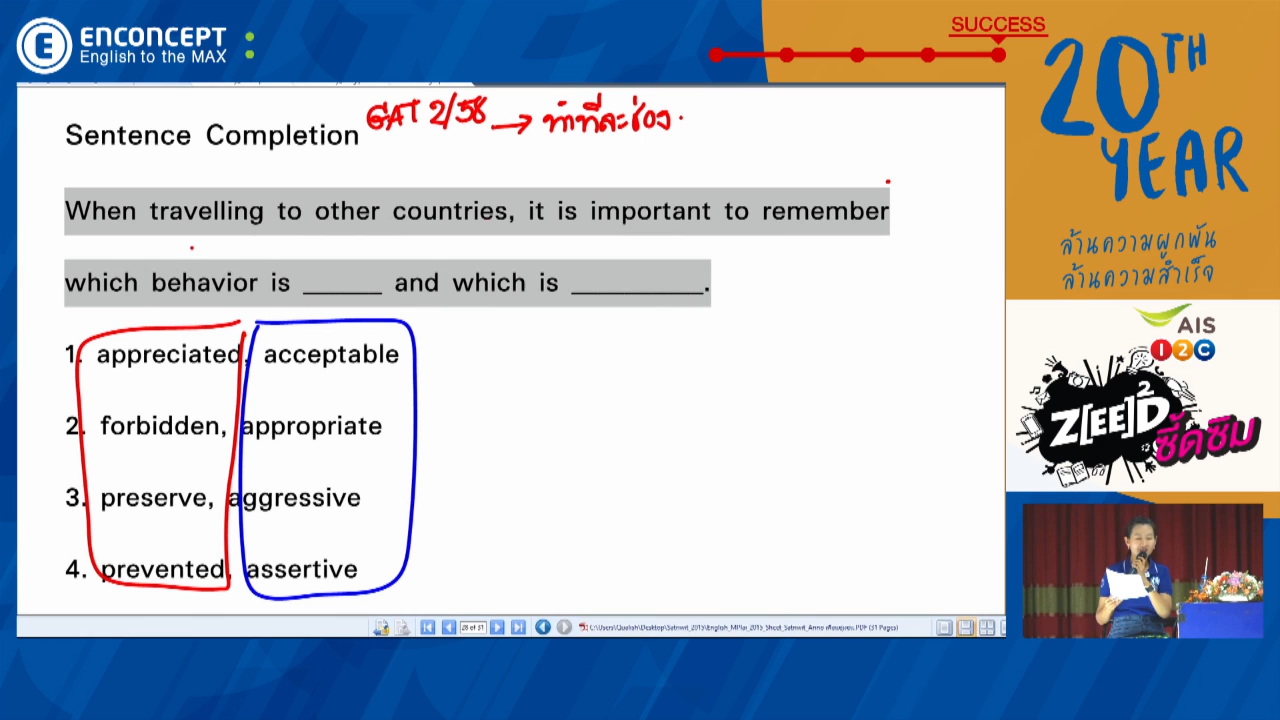 ENCONCEPT
English to the MAX
SUCCESS
20TH
YEAR
ล้านความผูกพัน
ล้านความสำเร็จ
GAT 2/58 → ทำทีละช่อง
Sentence Completion
When travelling to other countries, it is important to remember
which behavior is ______ and which is __________.
1. appreciated, acceptable
2. forbidden, appropriate
3. preserve, aggressive
4. prevented, assertive
AIS
I2C
Z[EE]D2
ซี้ดซิม
28 of 31